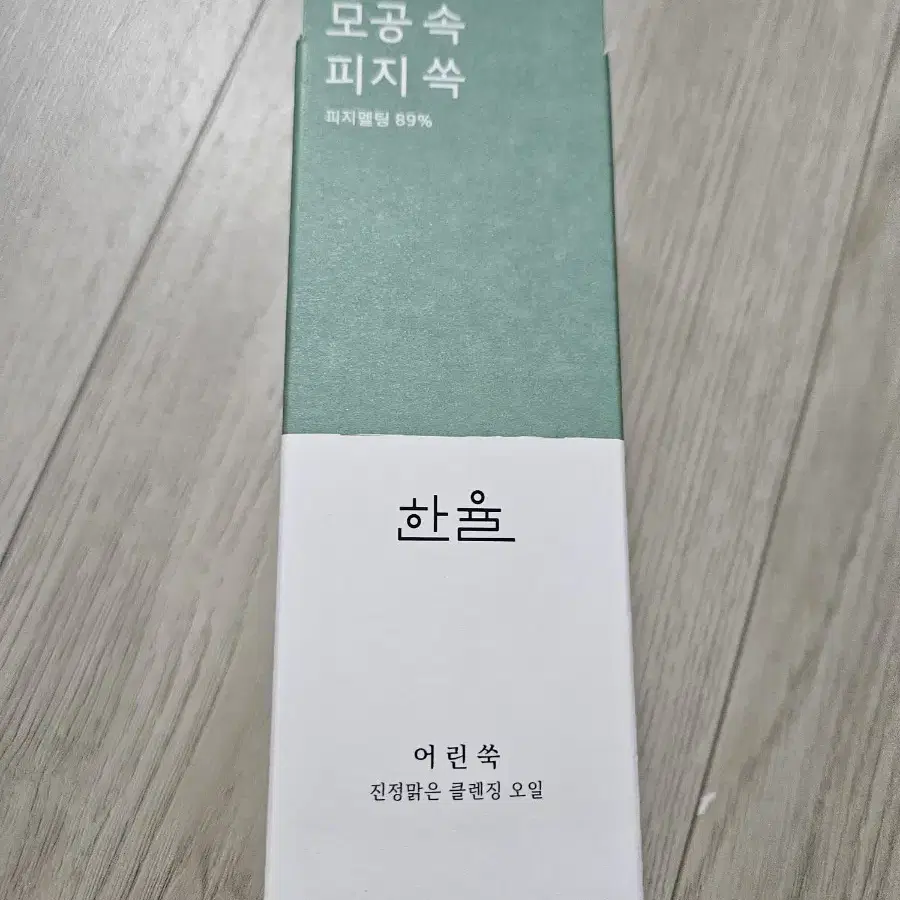 모공 속
피지 쏙
피지멜팅 89%
한율
어린쑥
진정맑은 클렌징 오일